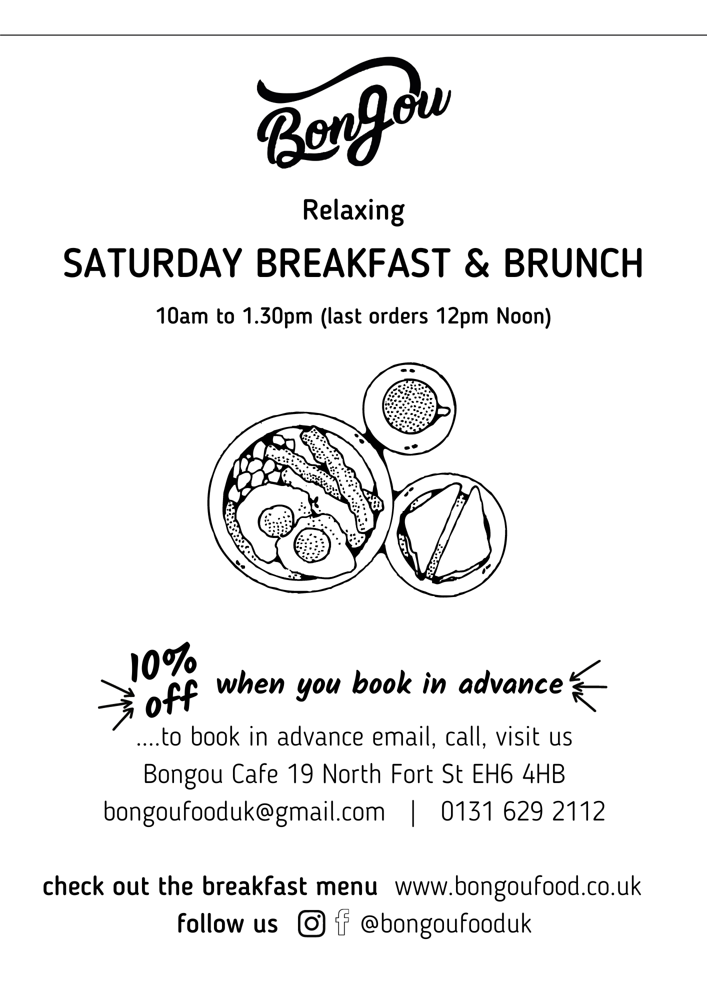 BonGou
Relaxing
SATURDAY BREAKFAST & BRUNCH
10am to 1.30pm (last orders 12pm Noon)
10%
off when you book in advance
....to book in advance email, call, visit us
Bongou Cafe 19 North Fort St EH6 4HB
bongoufooduk@gmail.com | 0131 629 2112
check out the breakfast menu www.bongoufood.co.uk
follow us @bongoufooduk